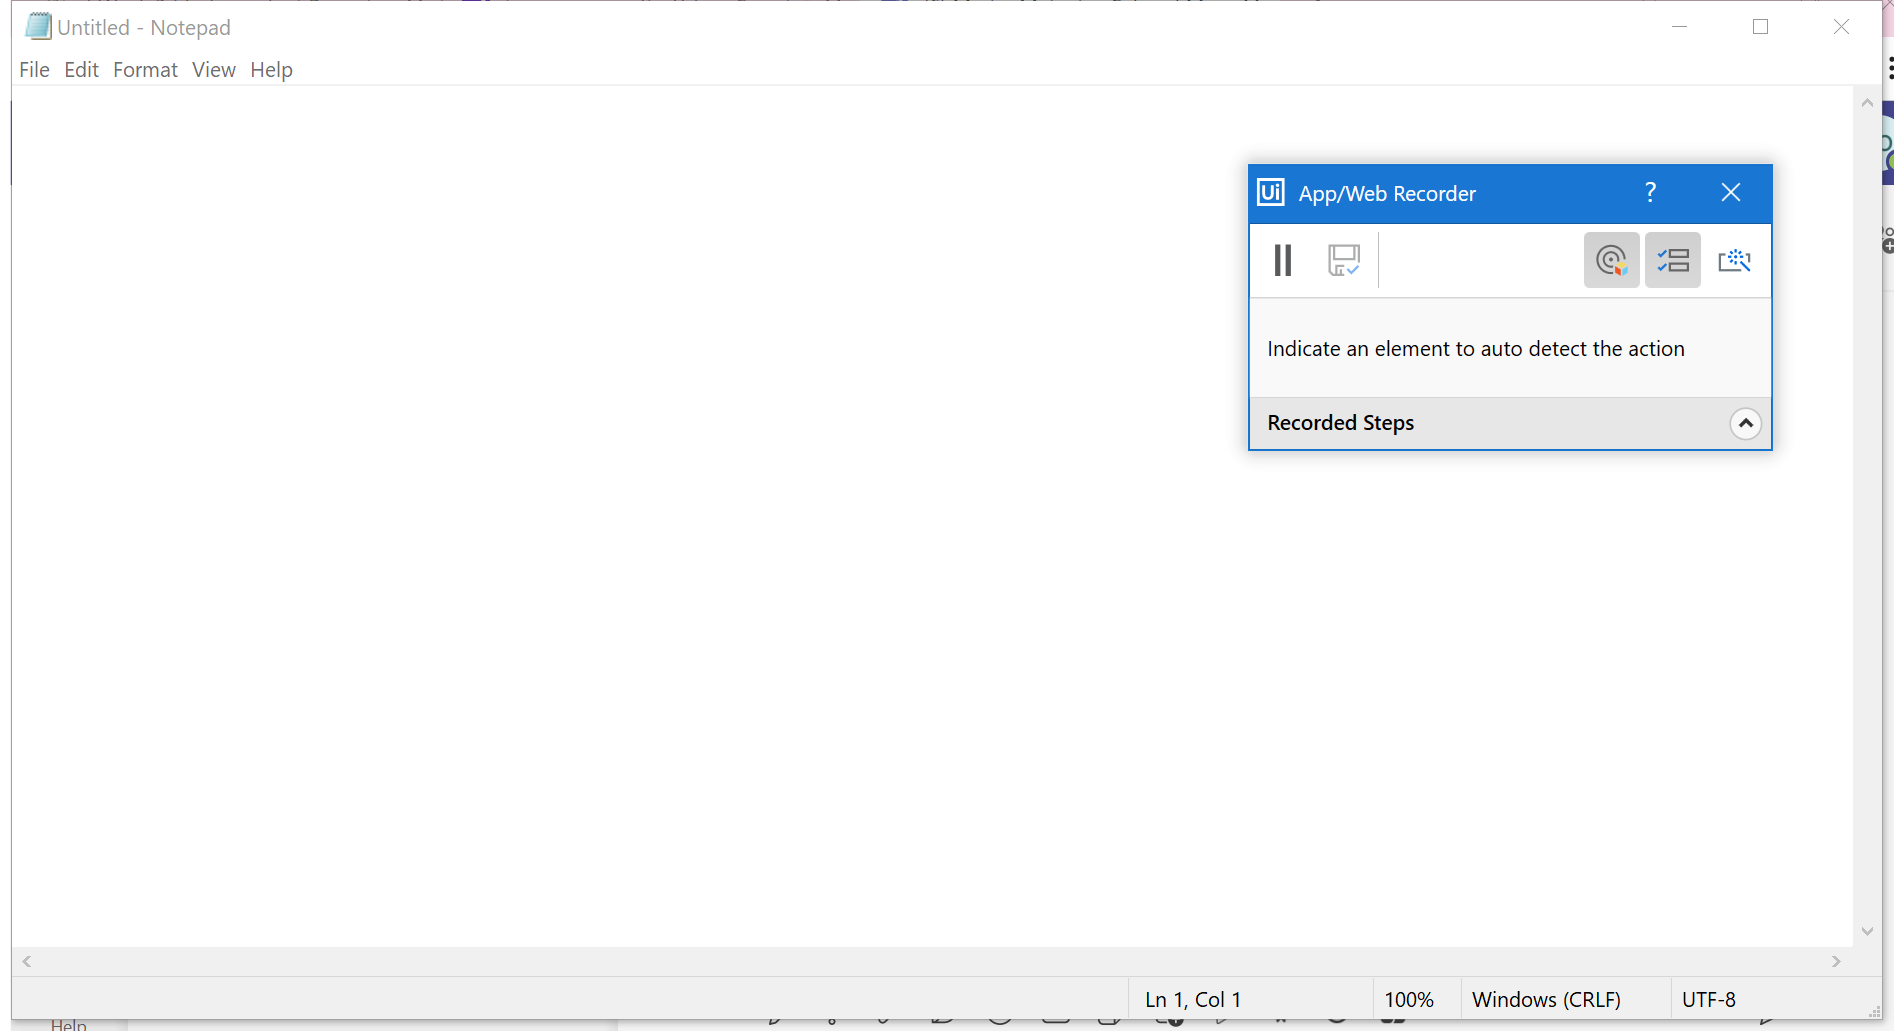 Untitled - Notepad
File Edit Format View Help
Ui App/Web Recorder ?
Indicate an element to auto detect the action
Recorded Steps
Ln 1, Col 1 100% Windows (CRLF) UTF-8
Help